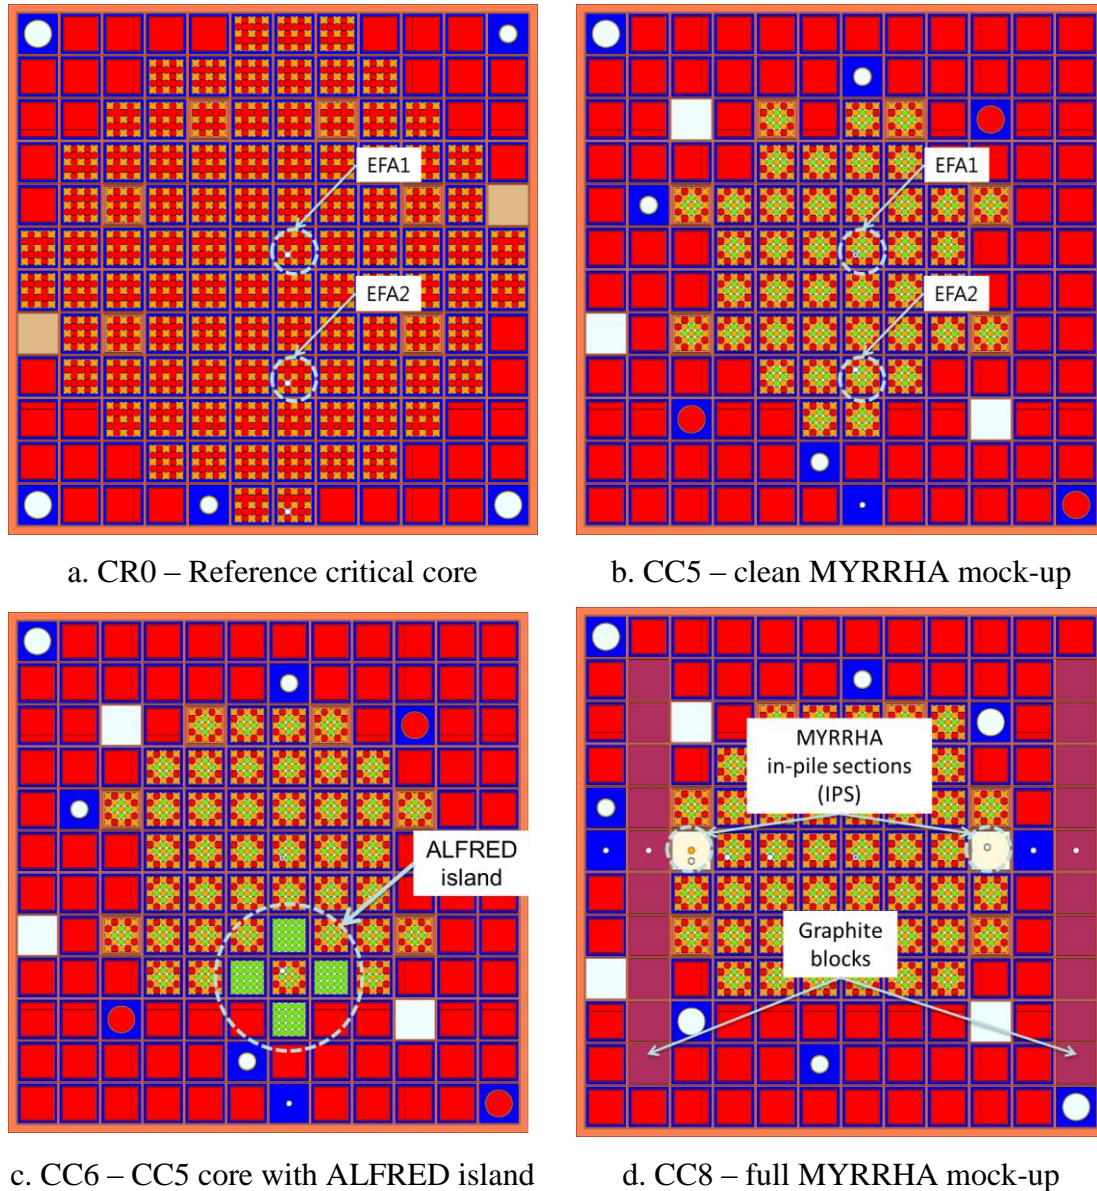 EFA1
EFA2
EFA1
EFA2
a. CR0 – Reference critical core
b. CC5 – clean MYRRHA mock-up
ALFRED
island
MYRRHA
in-pile sections
(IPS)
Graphite
blocks
c. CC6 – CC5 core with ALFRED island
d. CC8 – full MYRRHA mock-up